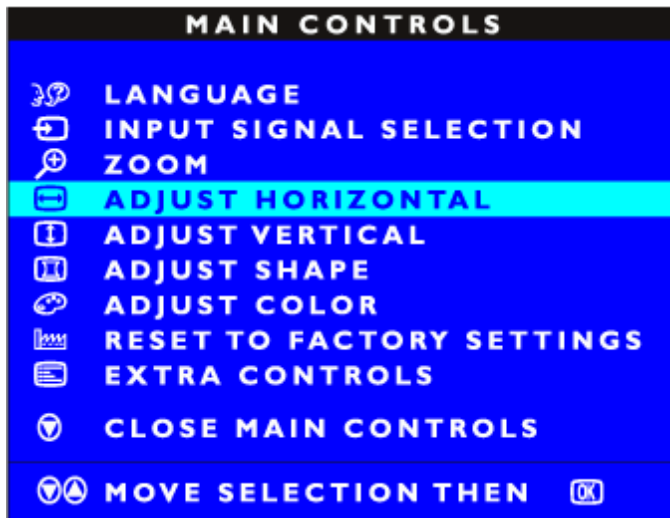 MAIN CONTROLS
LANGUAGE
INPUT SIGNAL SELECTION
ZOOM
ADJUST HORIZONTAL
ADJUST VERTICAL
ADJUST SHAPE
ADJUST COLOR
RESET TO FACTORY SETTINGS
EXTRA CONTROLS
CLOSE MAIN CONTROLS
MOVE SELECTION THEN OK